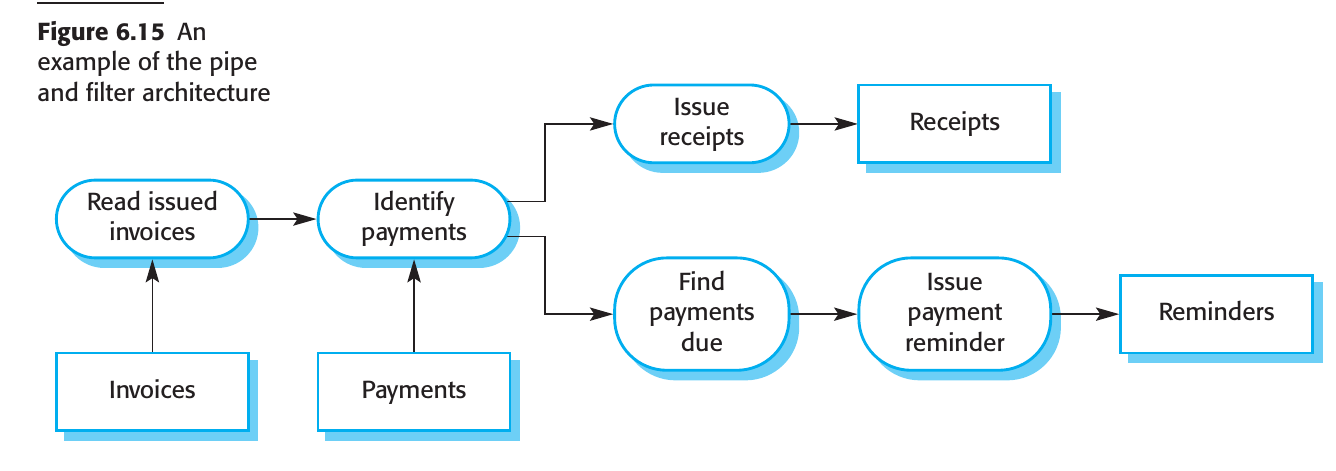 Figure 6.15 An
example of the pipe
and filter architecture
Issue
receipts
Receipts
Read issued
invoices
Identify
payments
Find
payments
due
Issue
payment
reminder
Reminders
Invoices
Payments